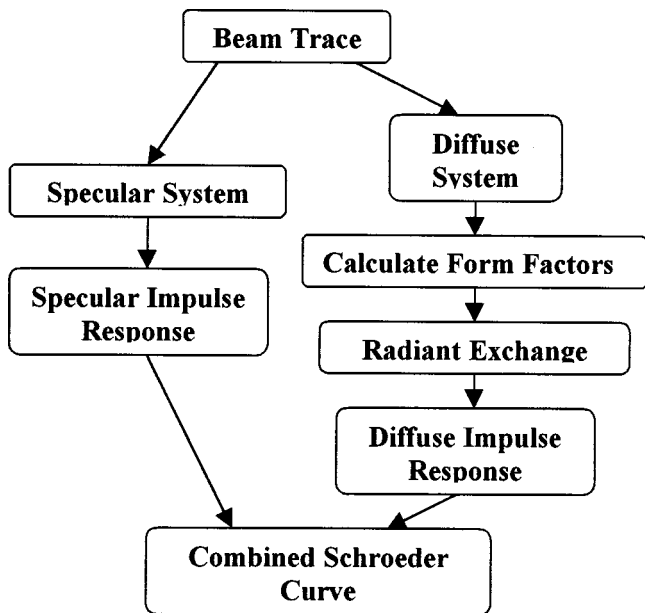 Beam Trace
Diffuse
System
Specular System
Calculate Form Factors
Specular Impulse
Response
Radiant Exchange
Diffuse Impulse
Response
Combined Schroeder
Curve